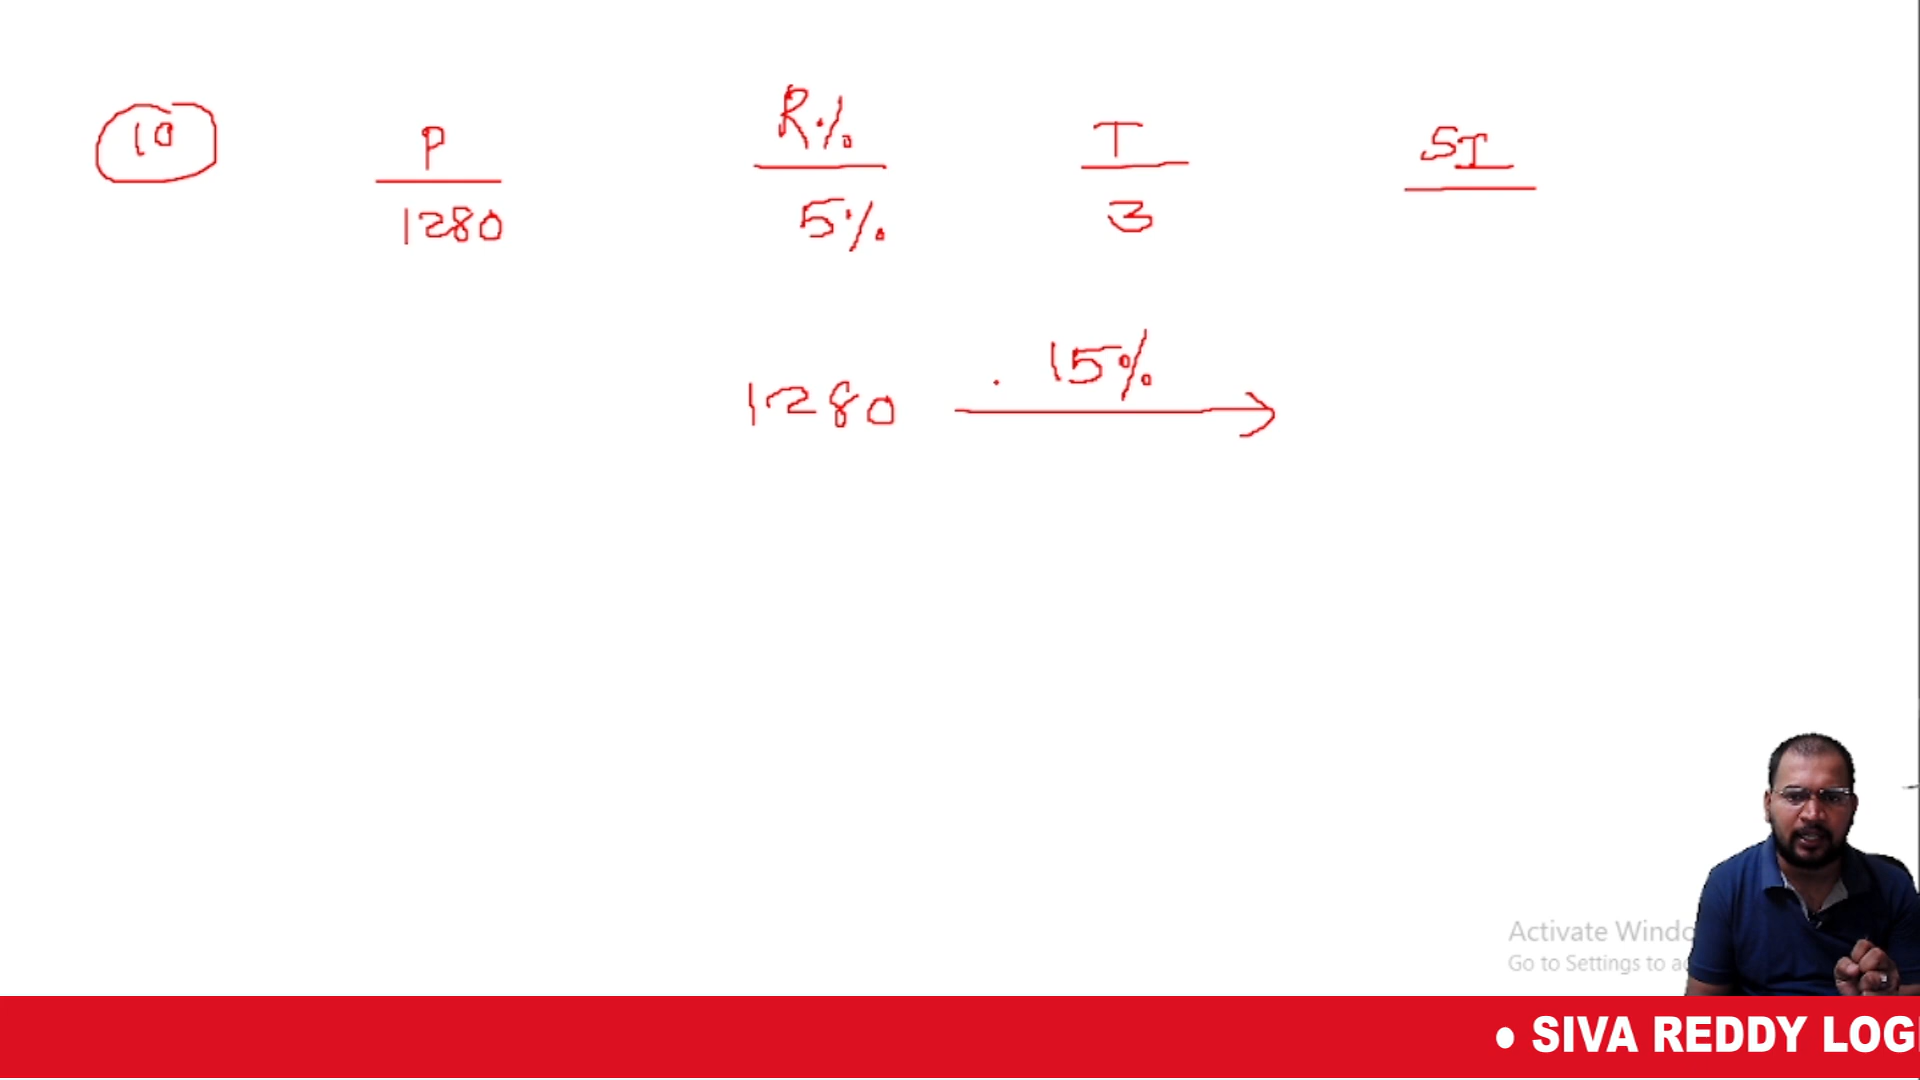 10 P R% T SI
1280 5% 3
1280 15%
Activate Windo
Go to Settings to a
• SIVA REDDY LOGI